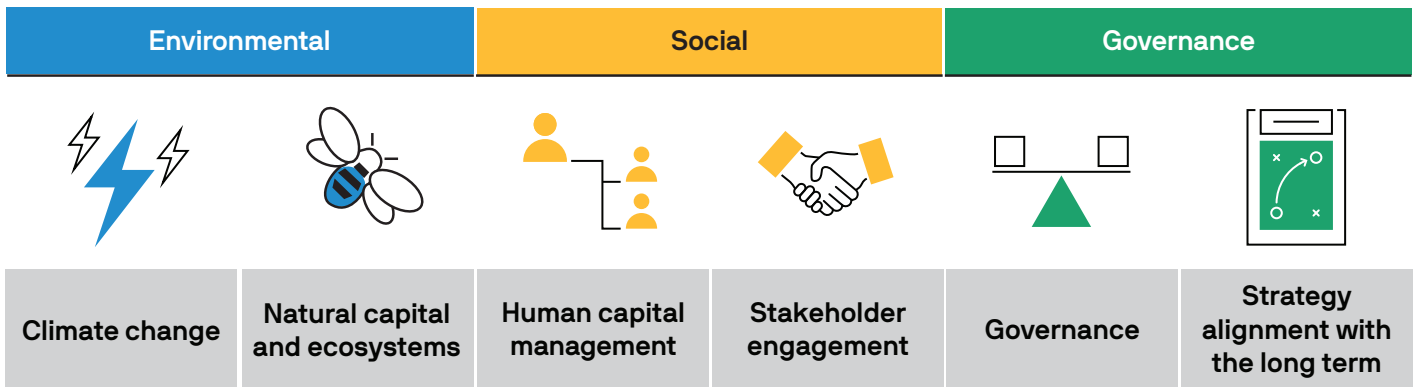 Environmental
Social
Governance
Climate change
Natural capital
and ecosystems
Human capital
management
Stakeholder
engagement
Governance
Strategy
alignment with
the long term